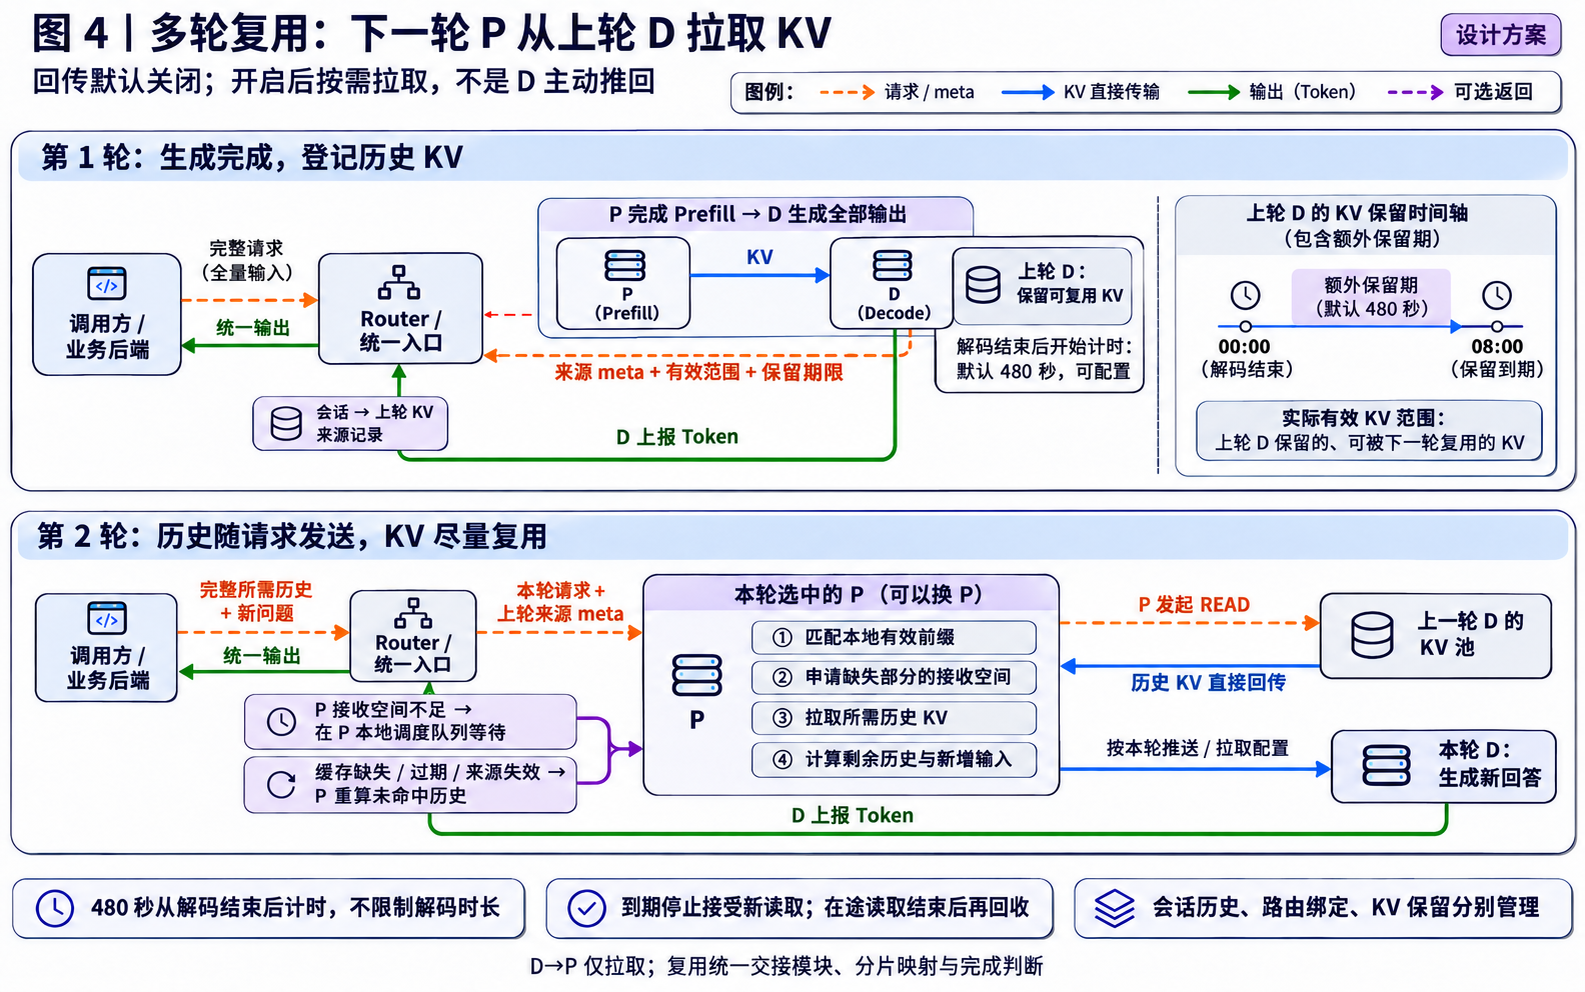 图 4 | 多轮复用：下一轮 P 从上轮 D 拉取 KV
设计方案
回传默认关闭；开启后按需拉取，不是 D 主动推回
图例：
请求 / meta
KV 直接传输
输出（Token）
可选返回
第 1 轮：生成完成，登记历史 KV
调用方 /
业务后端
完整请求
（全量输入）
统一输出
Router /
统一入口
会话 → 上轮 KV
来源记录
P 完成 Prefill → D 生成全部输出
P
（Prefill）
KV
D
（Decode）
上轮 D：
保留可复用 KV
解码结束后开始计时：
默认 480 秒，可配置
来源 meta + 有效范围 + 保留期限
D 上报 Token
上轮 D 的 KV 保留时间轴
（包含额外保留期）
额外保留期
（默认 480 秒）
00:00
（解码结束）
08:00
（保留到期）
实际有效 KV 范围：
上轮 D 保留的、可被下一轮复用的 KV
第 2 轮：历史随请求发送，KV 尽量复用
调用方 /
业务后端
完整所需历史
+ 新问题
统一输出
Router /
统一入口
本轮请求 +
上轮来源 meta
P 接收空间不足 →
在 P 本地调度队列等待
缓存缺失 / 过期 / 来源失效 →
P 重算未命中历史
本轮选中的 P（可以换 P）
P
① 匹配本地有效前缀
② 申请缺失部分的接收空间
③ 拉取所需历史 KV
④ 计算剩余历史与新增输入
P 发起 READ
历史 KV 直接回传
上一轮 D 的
KV 池
按本轮推送 / 拉取配置
本轮 D：
生成新回答
D 上报 Token
480 秒从解码结束后计时，不限制解码时长
到期停止接受新读取；在途读取结束后再回收
会话历史、路由绑定、KV 保留分别管理
D→P 仅拉取；复用统一交接模块、分片映射与完成判断